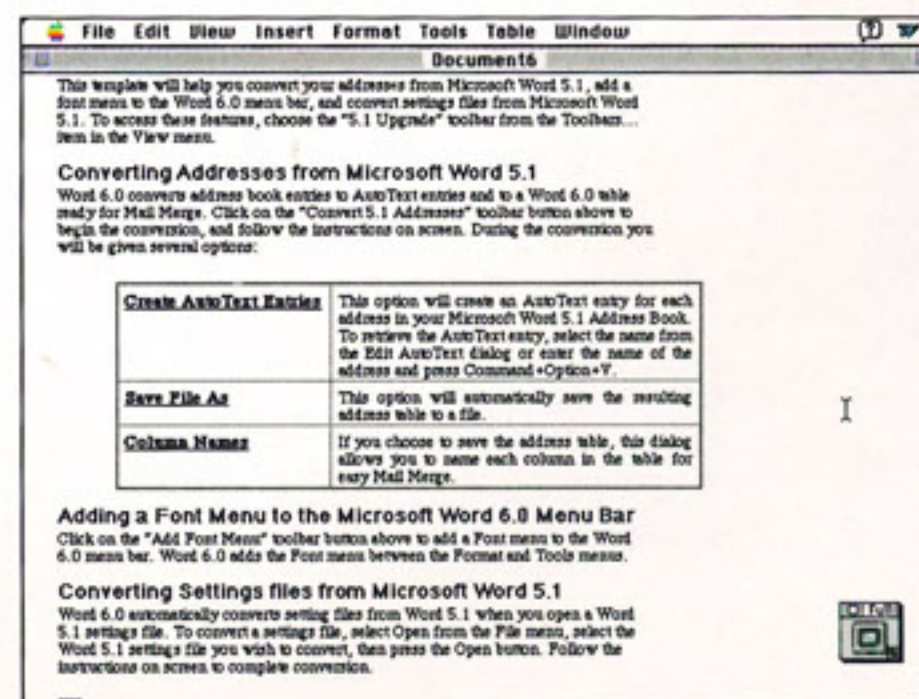 File Edit View Insert Format Tools Table Window
Document6
This template will help you convert your addresses from Microsoft Word 5.1, add a
font menu to the Word 6.0 menu bar, and convert settings files from Microsoft Word
5.1. To access these features, choose the "5.1 Upgrade" toolbar from the Toolbars...
item in the View menu.
Converting Addresses from Microsoft Word 5.1
Word 6.0 converts address book entries to AutoText entries and to a Word 6.0 table
ready for Mail Merge. Click on the "Convert 5.1 Addresses" toolbar button above to
begin the conversion, and follow the instructions on screen. During the conversion you
will be given several options:
Create AutoText Entries
This option will create an AutoText entry for each
address in your Microsoft Word 5.1 Address Book.
To retrieve the AutoText entry, select the name from
the Edit AutoText dialog or enter the name of the
address and press Command+Option+V.
Save File As
This option will automatically save the resulting
address table to a file.
Column Names
If you choose to save the address table, this dialog
allows you to name each column in the table for
easy Mail Merge.
Adding a Font Menu to the Microsoft Word 6.0 Menu Bar
Click on the "Add Font Menu" toolbar button above to add a Font menu to the Word
6.0 menu bar. Word 6.0 adds the Font menu between the Format and Tools menus.
Converting Settings files from Microsoft Word 5.1
Word 6.0 automatically converts setting files from Word 5.1 when you open a Word
5.1 settings file. To convert a settings file, select Open from the File menu, select the
Word 5.1 settings file you wish to convert, then press the Open button. Follow the
instructions on screen to complete conversion.
Full